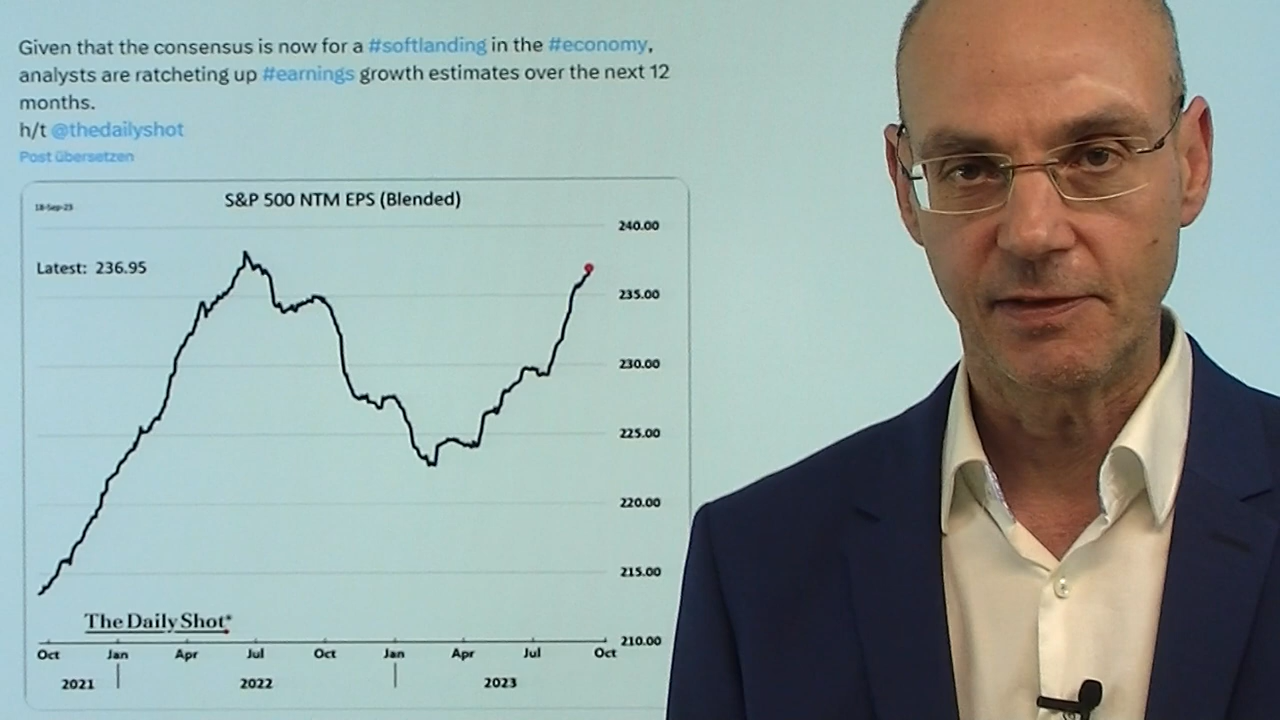 Given that the consensus is now for a #softlanding in the #economy,
analysts are ratcheting up #earnings growth estimates over the next 12
months.
h/t @thedailyshot
Post übersetzen
S&P 500 NTM EPS (Blended)
18-Sep-23
240.00
Latest: 236.95
235.00
230.00
225.00
220.00
215.00
The Daily Shot*
210.00
Oct Jan Apr Jul Oct Jan Apr Jul Oct
2021 2022 2023